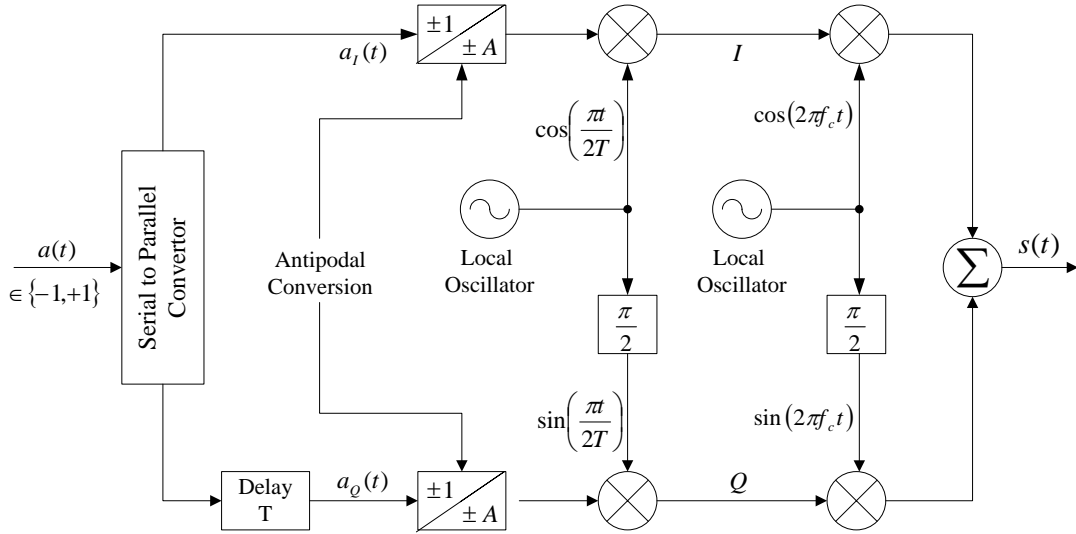 ±1
± A
a_I(t)
I
cos(πt/2T)
cos(2πf_c t)
Serial to Parallel
Convertor
a(t)
∈{−1,+1}
Antipodal
Conversion
Local
Oscillator
Local
Oscillator
Σ
s(t)
π/2
π/2
sin(πt/2T)
sin(2πf_c t)
Delay
T
a_Q(t)
±1
± A
Q